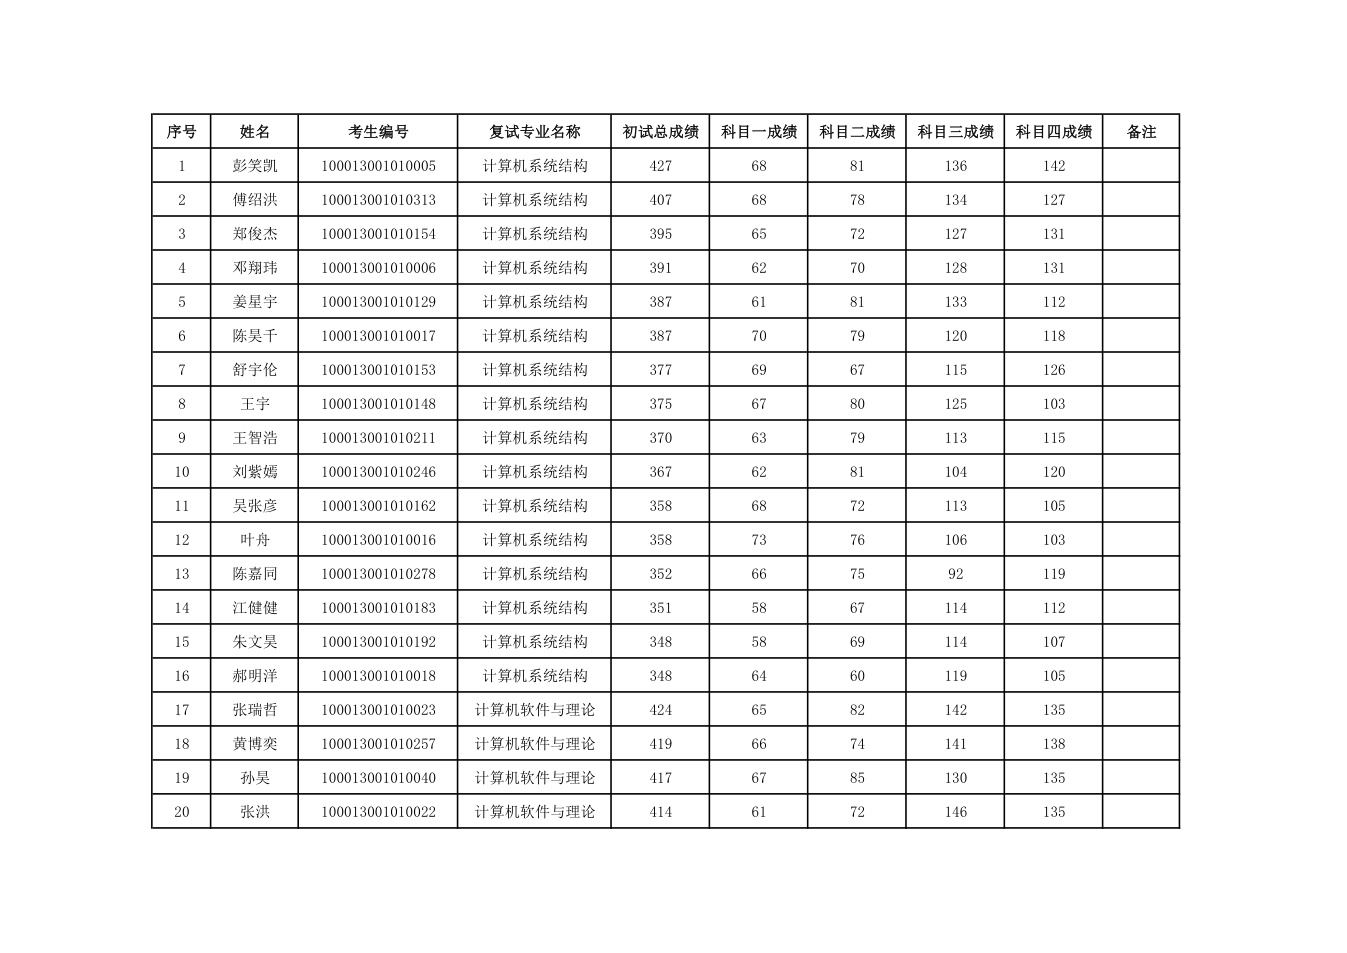 序号 姓名 考生编号 复试专业名称 初试总成绩 科目一成绩 科目二成绩 科目三成绩 科目四成绩 备注
1 彭笑凯 100013001010005 计算机系统结构 427 68 81 136 142
2 傅绍洪 100013001010313 计算机系统结构 407 68 78 134 127
3 郑俊杰 100013001010154 计算机系统结构 395 65 72 127 131
4 邓翔玮 100013001010006 计算机系统结构 391 62 70 128 131
5 姜星宇 100013001010129 计算机系统结构 387 61 81 133 112
6 陈昊千 100013001010017 计算机系统结构 387 70 79 120 118
7 舒宇伦 100013001010153 计算机系统结构 377 69 67 115 126
8 王宇 100013001010148 计算机系统结构 375 67 80 125 103
9 王智浩 100013001010211 计算机系统结构 370 63 79 113 115
10 刘紫嫣 100013001010246 计算机系统结构 367 62 81 104 120
11 吴张彦 100013001010162 计算机系统结构 358 68 72 113 105
12 叶舟 100013001010016 计算机系统结构 358 73 76 106 103
13 陈嘉同 100013001010278 计算机系统结构 352 66 75 92 119
14 江健健 100013001010183 计算机系统结构 351 58 67 114 112
15 朱文昊 100013001010192 计算机系统结构 348 58 69 114 107
16 郝明洋 100013001010018 计算机系统结构 348 64 60 119 105
17 张瑞哲 100013001010023 计算机软件与理论 424 65 82 142 135
18 黄博奕 100013001010257 计算机软件与理论 419 66 74 141 138
19 孙昊 100013001010040 计算机软件与理论 417 67 85 130 135
20 张洪 100013001010022 计算机软件与理论 414 61 72 146 135